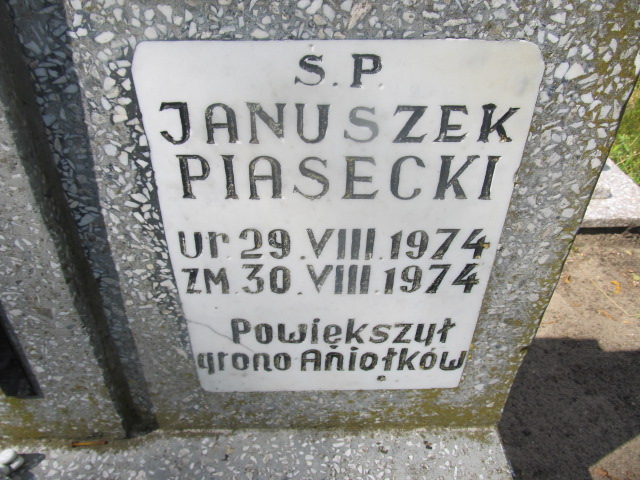 Ś.P
JANUSZEK
PIASECKI
ur 29.VIII.1974
ZM.30.VIII.1974
Powiększył
grono Aniołków